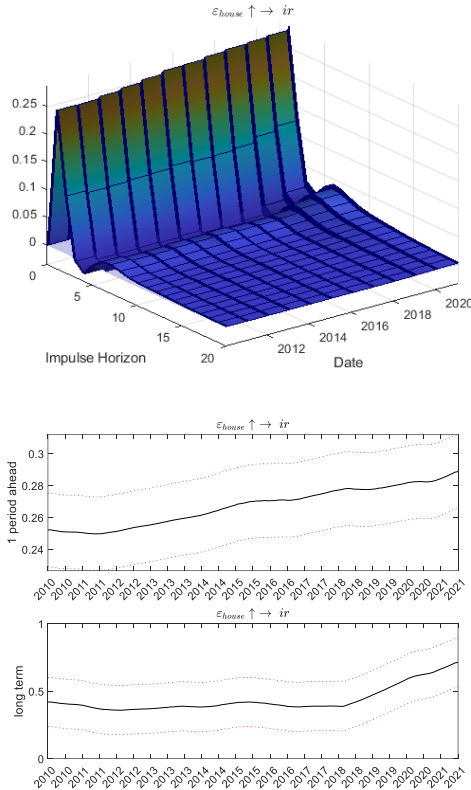 ε_house ↑→ ir
0.25
0.2
0.15
0.1
0.05
0
0
5
10
15
20
Impulse Horizon
2012
2014
2016
2018
2020
Date
ε_house ↑→ ir
0.3
0.28
0.26
0.24
1 period ahead
2010 2010 2011 2011 2012 2012 2013 2013 2014 2014 2015 2015 2016 2016 2017 2017 2018 2018 2019 2019 2020 2020 2021 2021
ε_house ↑→ ir
1
0.5
0
long term
2010 2010 2011 2011 2012 2012 2013 2013 2014 2014 2015 2015 2016 2016 2017 2017 2018 2018 2019 2019 2020 2020 2021 2021